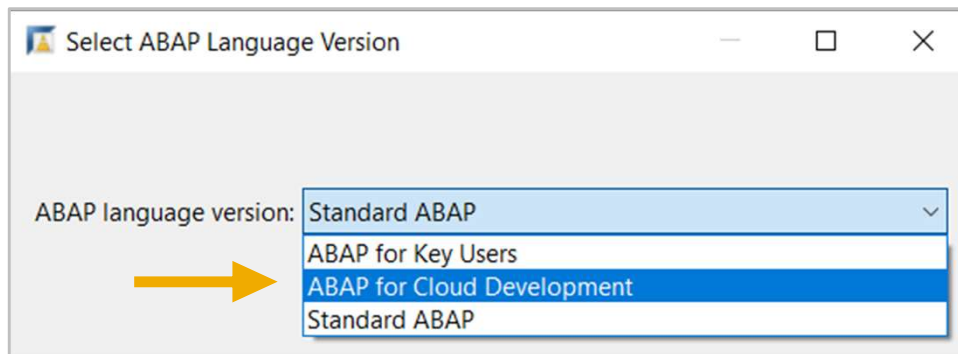 Select ABAP Language Version
ABAP language version: Standard ABAP
ABAP for Key Users
ABAP for Cloud Development
Standard ABAP